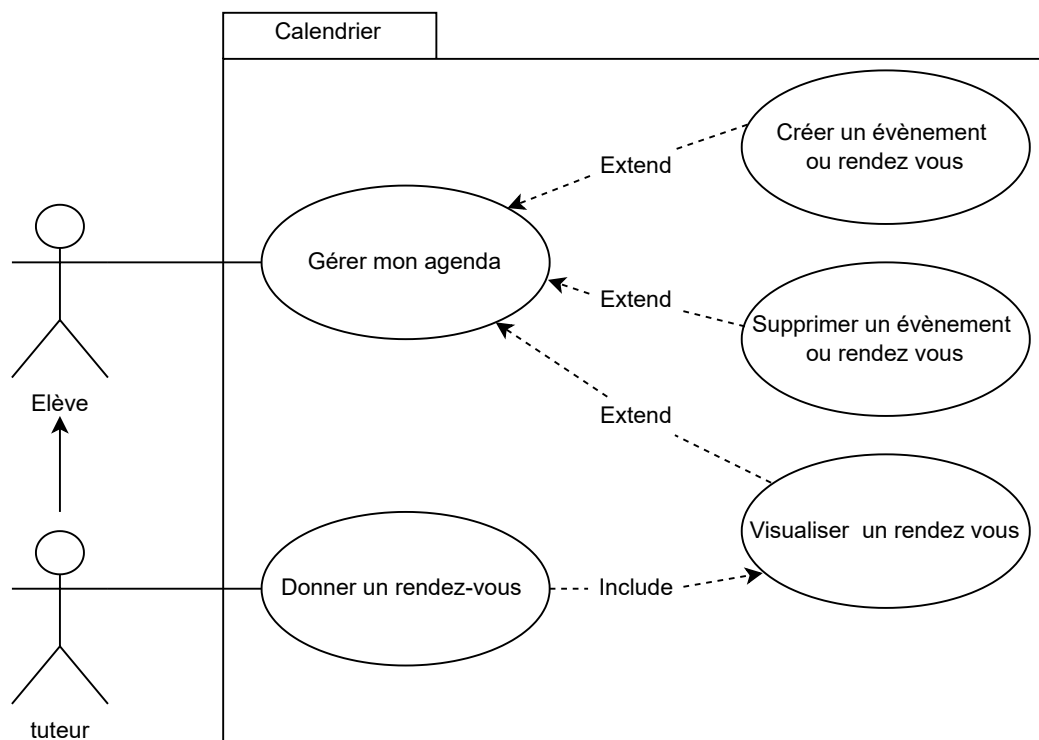 Calendrier
Créer un évènement
ou rendez vous
Extend
Gérer mon agenda
Extend
Supprimer un évènement
ou rendez vous
Elève
Extend
Visualiser  un rendez vous
Donner un rendez-vous
Include
tuteur